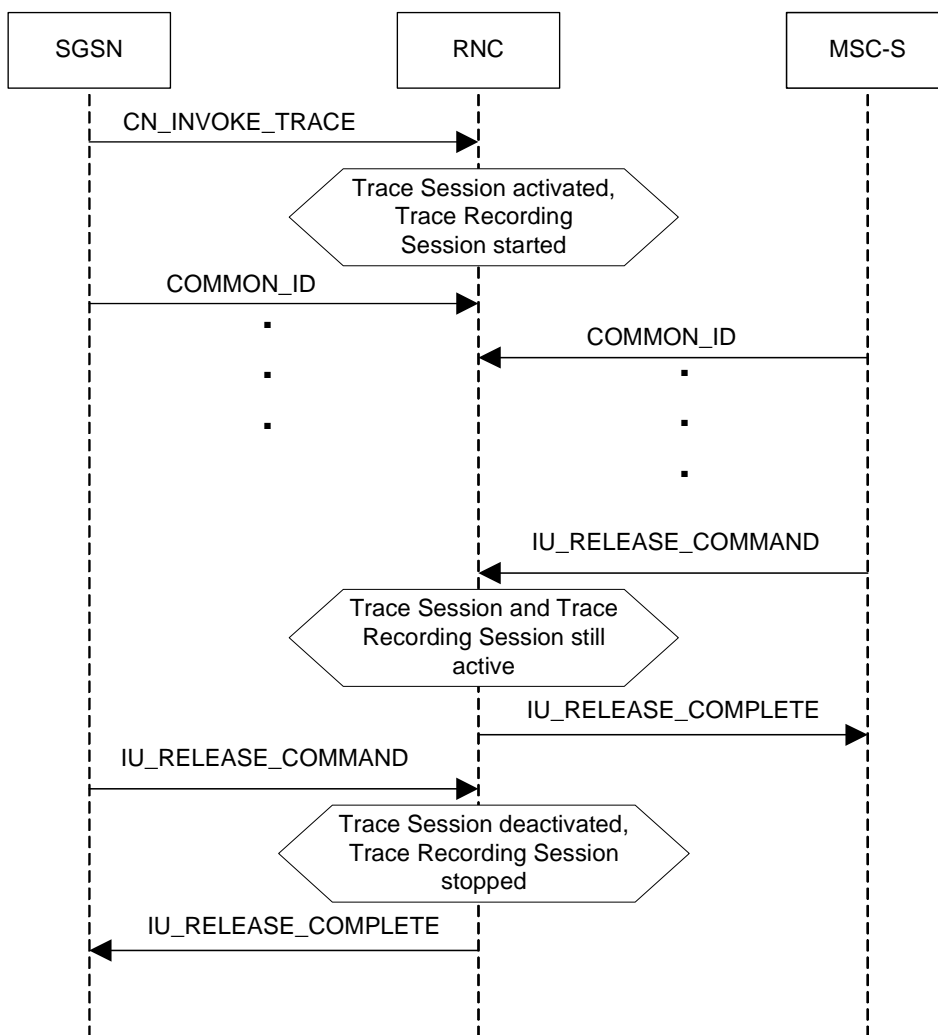 SGSN
RNC
MSC-S
CN_INVOKE_TRACE
Trace Session activated,
Trace Recording
Session started
COMMON_ID
COMMON_ID
IU_RELEASE_COMMAND
Trace Session and Trace
Recording Session still
active
IU_RELEASE_COMPLETE
IU_RELEASE_COMMAND
Trace Session deactivated,
Trace Recording Session
stopped
IU_RELEASE_COMPLETE